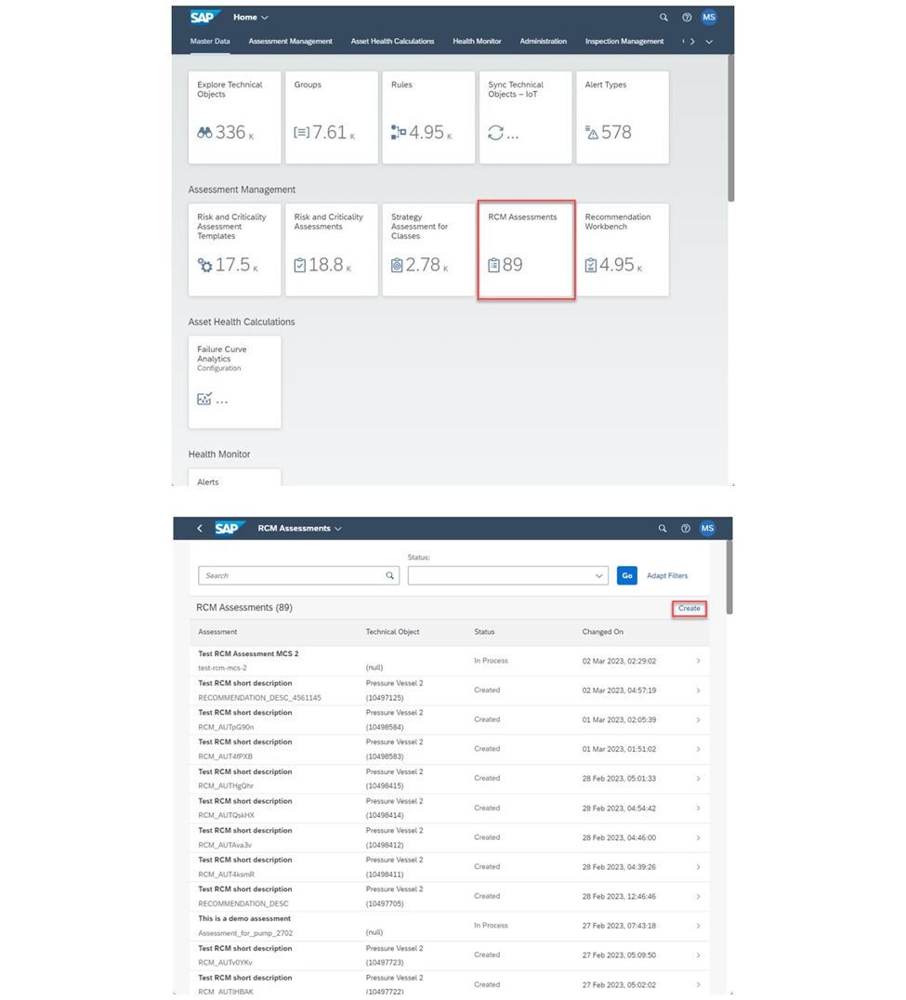 SAP Home MS
Master Data Assessment Management Asset Health Calculations Health Monitor Administration Inspection Management
Explore Technical Objects
336 K
Groups
7.61 K
Rules
4.95 K
Sync Technical Objects – IoT
...
Alert Types
578
Assessment Management
Risk and Criticality Assessment Templates
17.5 K
Risk and Criticality Assessments
18.8 K
Strategy Assessment for Classes
2.78 K
RCM Assessments
89
Recommendation Workbench
4.95 K
Asset Health Calculations
Failure Curve Analytics
Configuration
...
Health Monitor
Alerts
SAP RCM Assessments MS
Status:
Search Go Adapt Filters
RCM Assessments (89) Create
Assessment Technical Object Status Changed On
Test RCM Assessment MCS 2
test-rcm-mcs-2 (null) In Process 02 Mar 2023, 02:29:02
Test RCM short description Pressure Vessel 2
RECOMMENDATION_DESC_4561145 (10497125) Created 02 Mar 2023, 04:57:19
Test RCM short description Pressure Vessel 2
RCM_AUTpG90n (10498584) Created 01 Mar 2023, 02:05:39
Test RCM short description Pressure Vessel 2
RCM_AUT4fPXB (10498583) Created 01 Mar 2023, 01:51:02
Test RCM short description Pressure Vessel 2
RCM_AUTHgQhr (10498415) Created 28 Feb 2023, 05:01:33
Test RCM short description Pressure Vessel 2
RCM_AUTQskHX (10498414) Created 28 Feb 2023, 04:54:42
Test RCM short description Pressure Vessel 2
RCM_AUTAva3v (10498412) Created 28 Feb 2023, 04:46:00
Test RCM short description Pressure Vessel 2
RCM_AUT4ksmR (10498411) Created 28 Feb 2023, 04:39:26
Test RCM short description Pressure Vessel 2
RECOMMENDATION_DESC (10497705) Created 28 Feb 2023, 12:46:46
This is a demo assessment
Assessment_for_pump_2702 (null) In Process 27 Feb 2023, 07:43:18
Test RCM short description Pressure Vessel 2
RCM_AUTv0YKv (10497723) Created 27 Feb 2023, 05:09:50
Test RCM short description Pressure Vessel 2
RCM_AUTjHBAK (10497722) Created 27 Feb 2023, 05:02:02